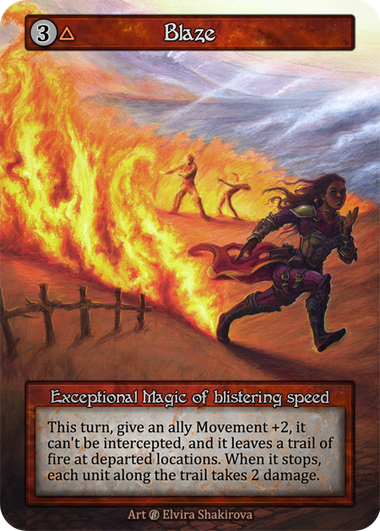 3
Blaze
Exceptional Magic of blistering speed
This turn, give an ally Movement +2, it
can't be intercepted, and it leaves a trail of
fire at departed locations. When it stops,
each unit along the trail takes 2 damage.
Art Elvira Shakirova